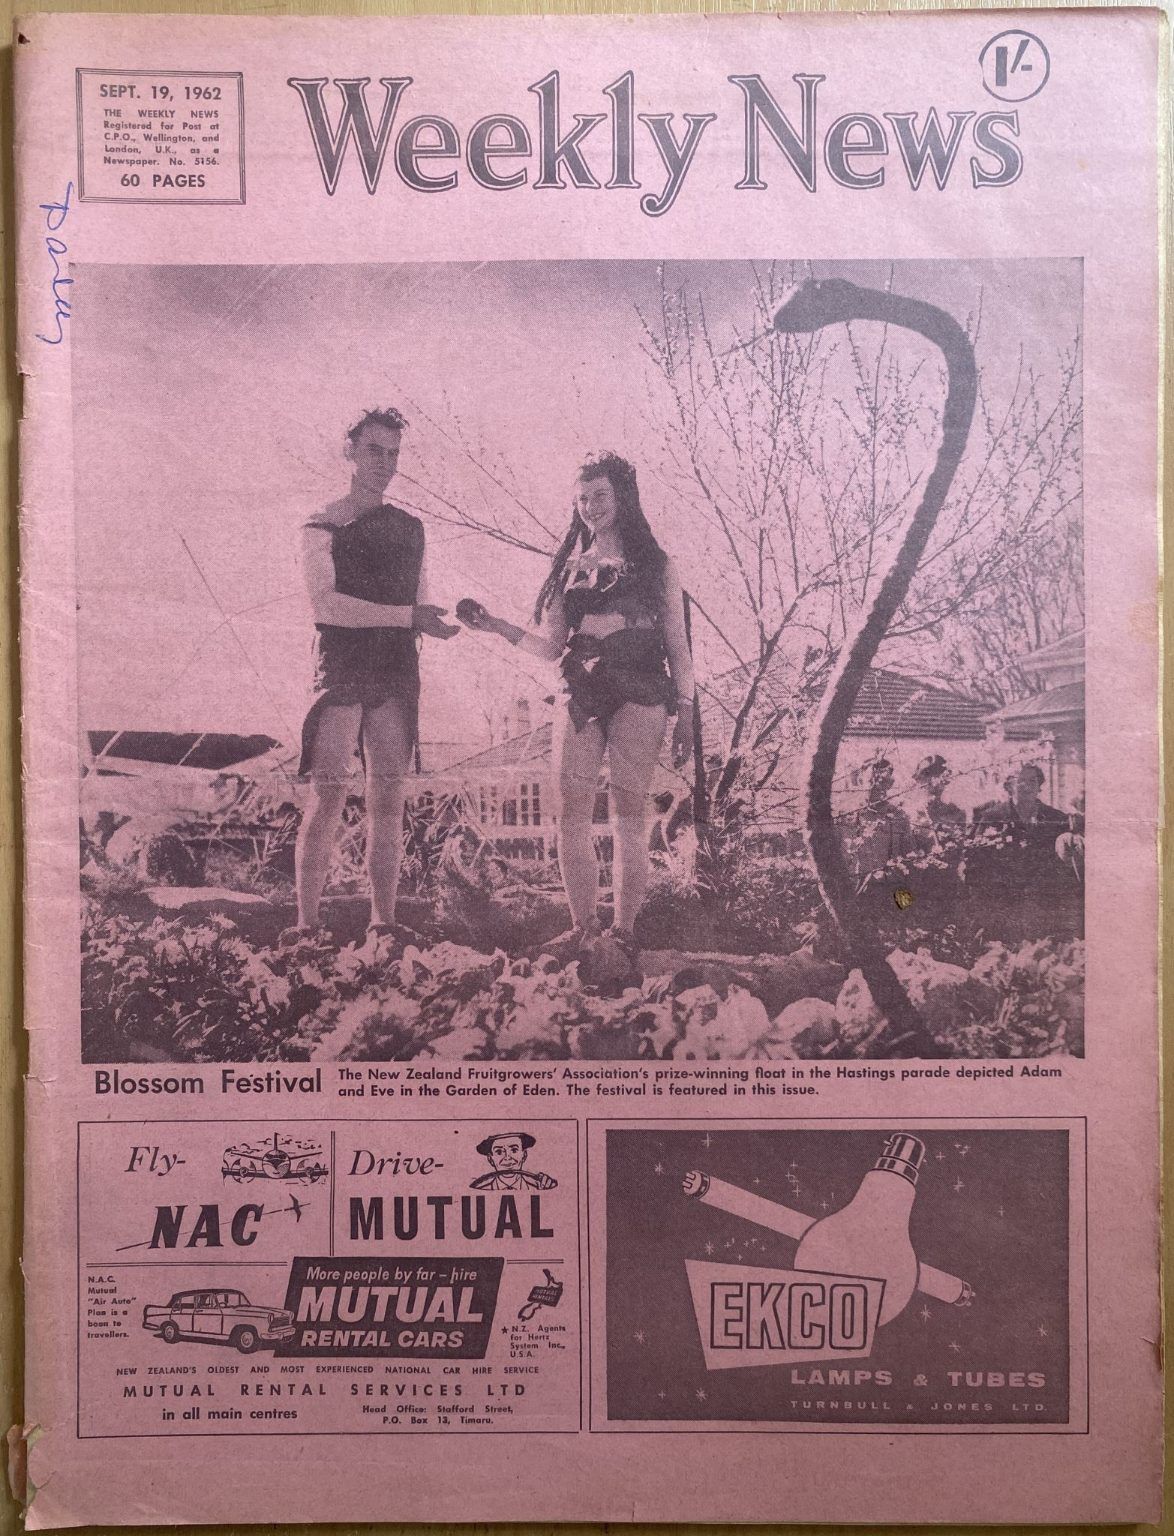 SEPT. 19, 1962
THE WEEKLY NEWS
Registered for Post at
C.P.O., Wellington, and
London, U.K., as a
Newspaper. No. 5156.
60 PAGES
Weekly News
1/-
Blossom Festival
The New Zealand Fruitgrowers' Association's prize-winning float in the Hastings parade depicted Adam
and Eve in the Garden of Eden. The festival is featured in this issue.
Fly-
NAC
Drive-
MUTUAL
N.A.C.
Mutual
"Air Auto"
Plan is a
boon to
travellers.
More people by far - hire
MUTUAL
RENTAL CARS
★ N.Z. Agents
for Hertz
System Inc.,
U.S.A.
NEW ZEALAND'S OLDEST AND MOST EXPERIENCED NATIONAL CAR HIRE SERVICE
MUTUAL RENTAL SERVICES LTD
in all main centres
Head Office: Stafford Street,
P.O. Box 13, Timaru.
EKCO
LAMPS & TUBES
TURNBULL & JONES LTD.